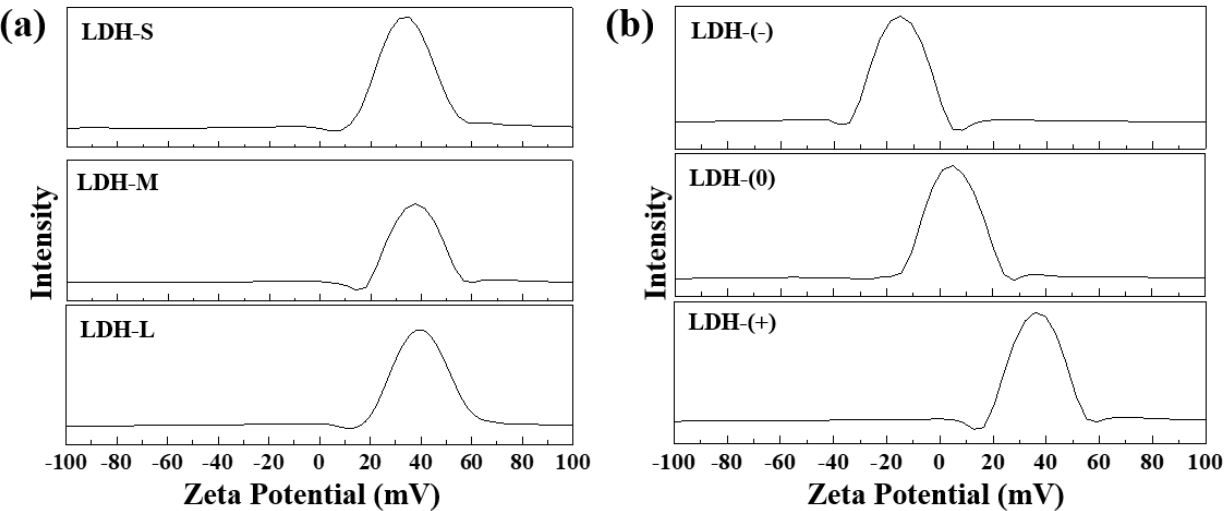 (a)
LDH-S
LDH-M
LDH-L
Intensity
-100 -80 -60 -40 -20 0 20 40 60 80 100
Zeta Potential (mV)
(b)
LDH-(-)
LDH-(0)
LDH-(+)
Intensity
-100 -80 -60 -40 -20 0 20 40 60 80 100
Zeta Potential (mV)